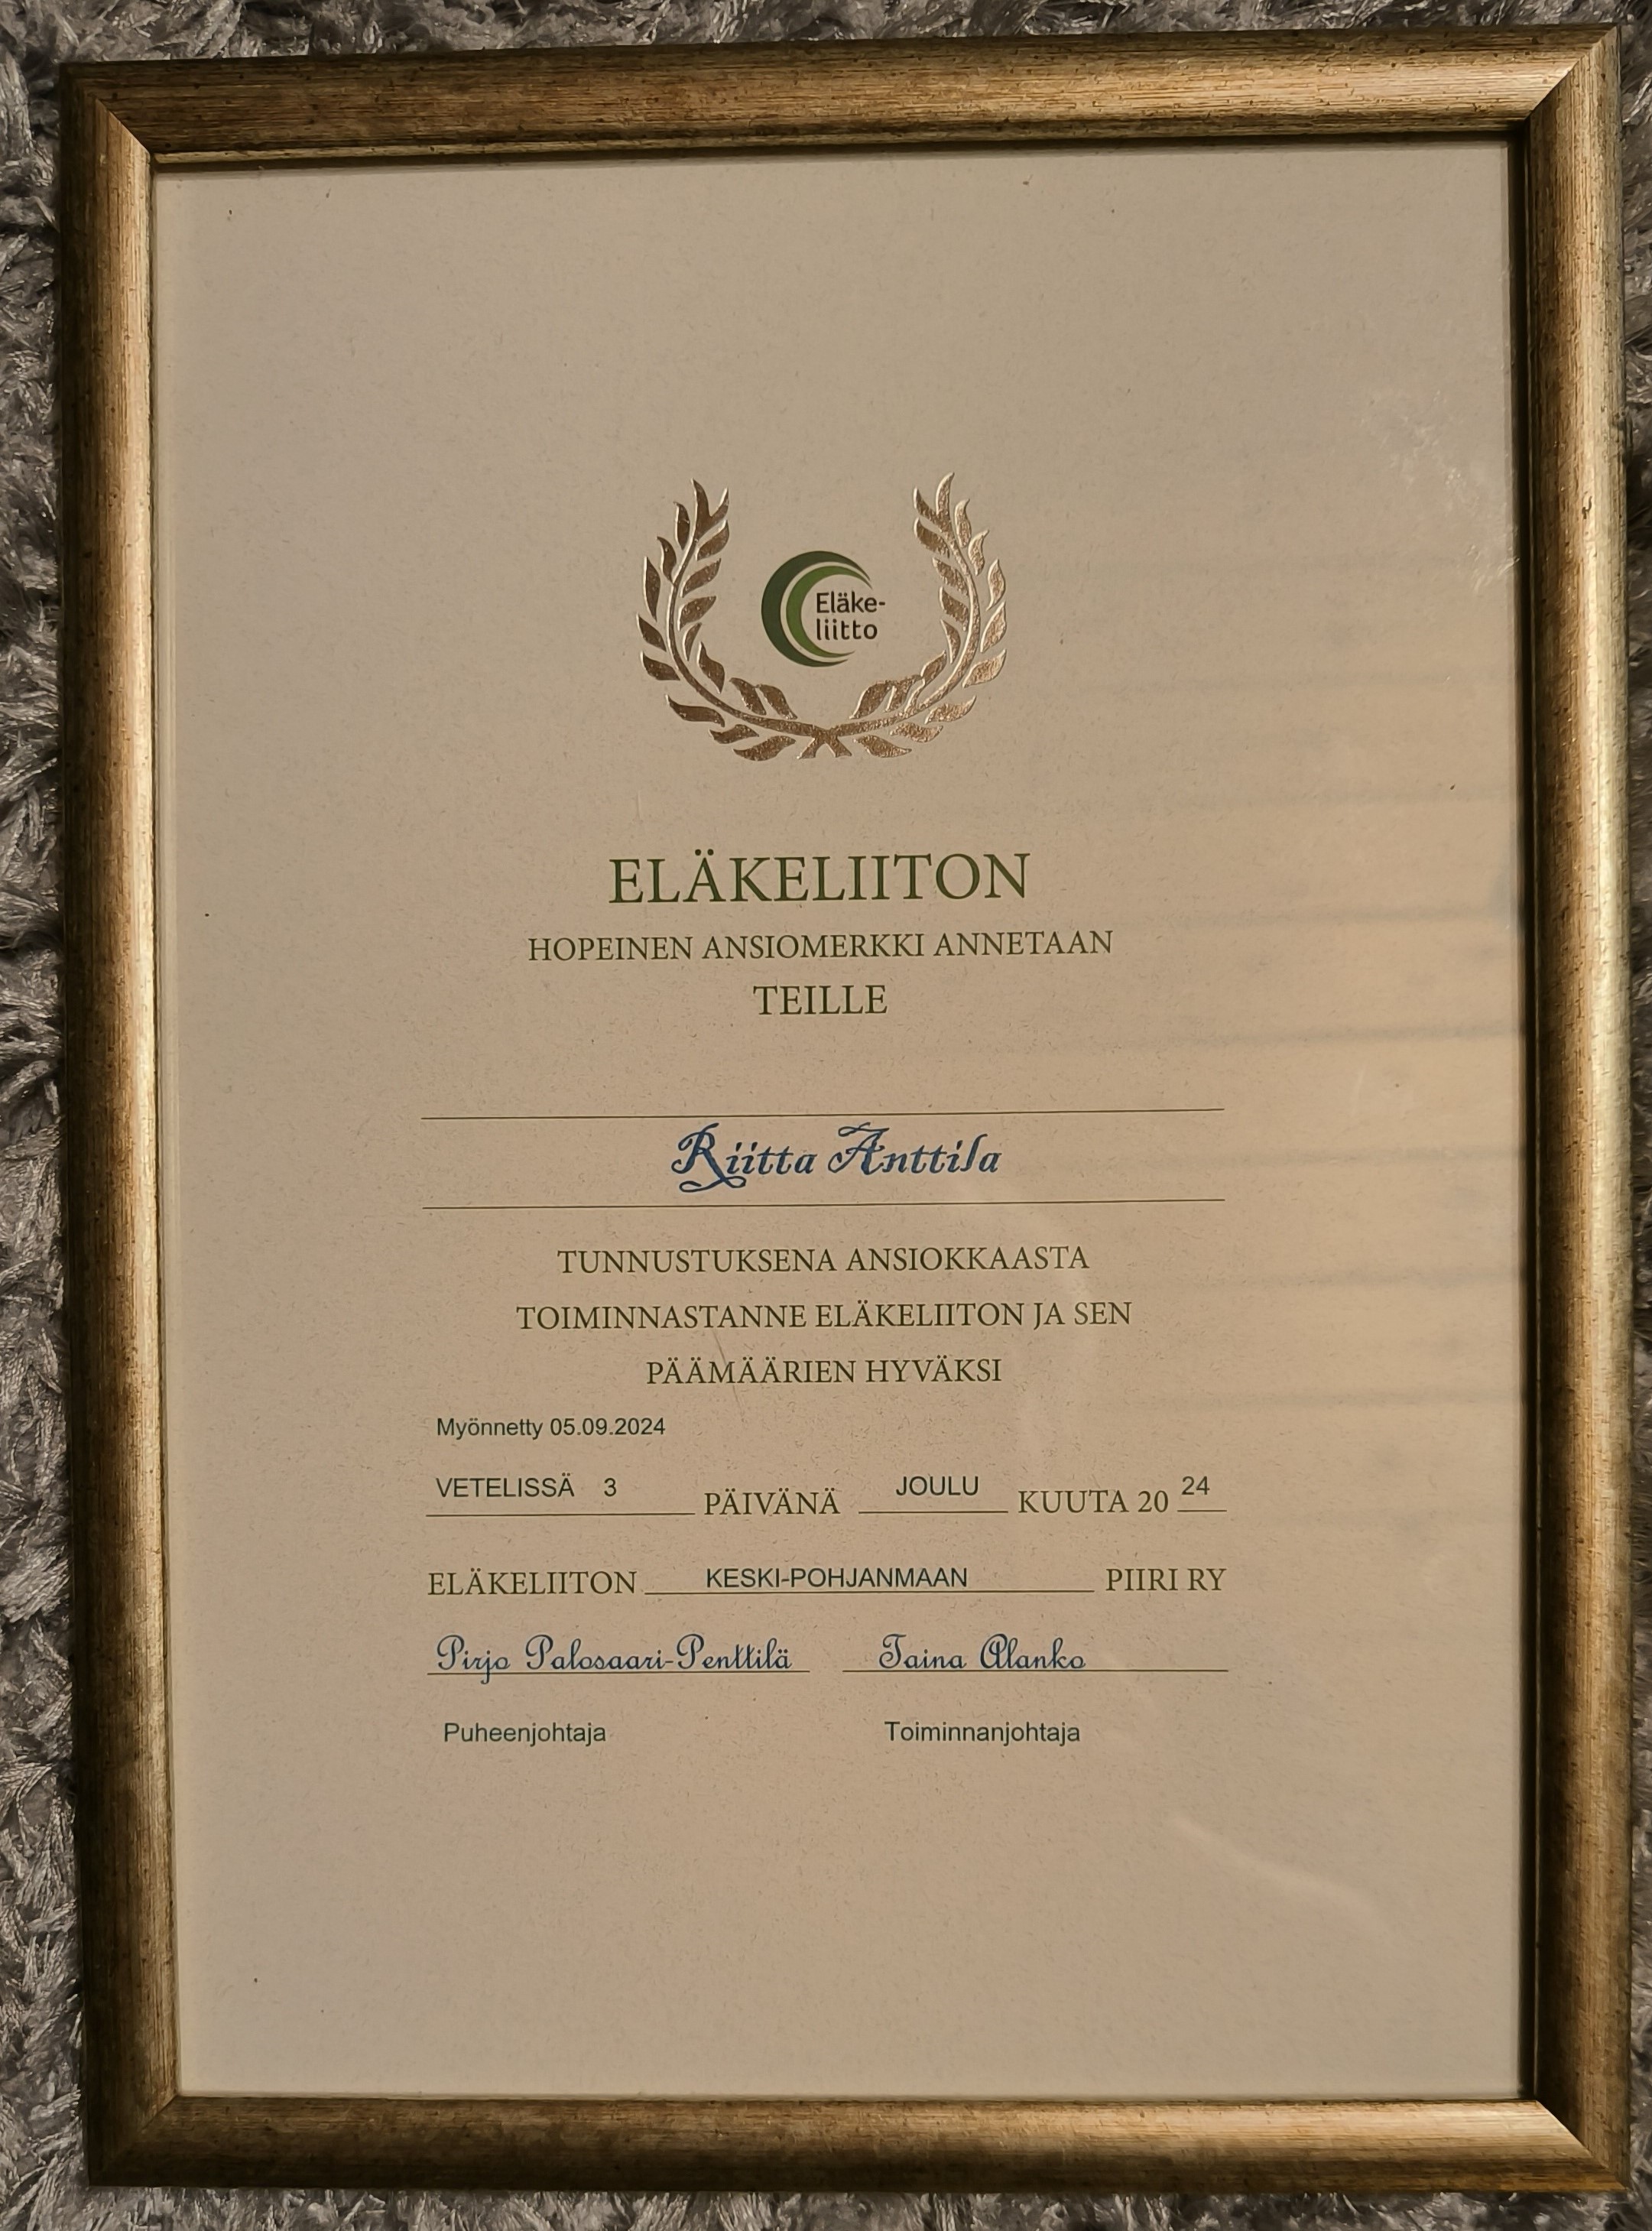 Eläke-
liitto
ELÄKELIITON
HOPEINEN ANSIOMERKKI ANNETAAN
TEILLE
Riitta Anttila
TUNNUSTUKSENA ANSIOKKAASTA
TOIMINNASTANNE ELÄKELIITON JA SEN
PÄÄMÄÄRIEN HYVÄKSI
Myönnetty 05.09.2024
VETELISSÄ 3 PÄIVÄNÄ JOULU KUUTA 20 24
ELÄKELIITON KESKI-POHJANMAAN PIIRI RY
Pirjo Palosaari-Penttilä Taina Alanko
Puheenjohtaja Toiminnanjohtaja